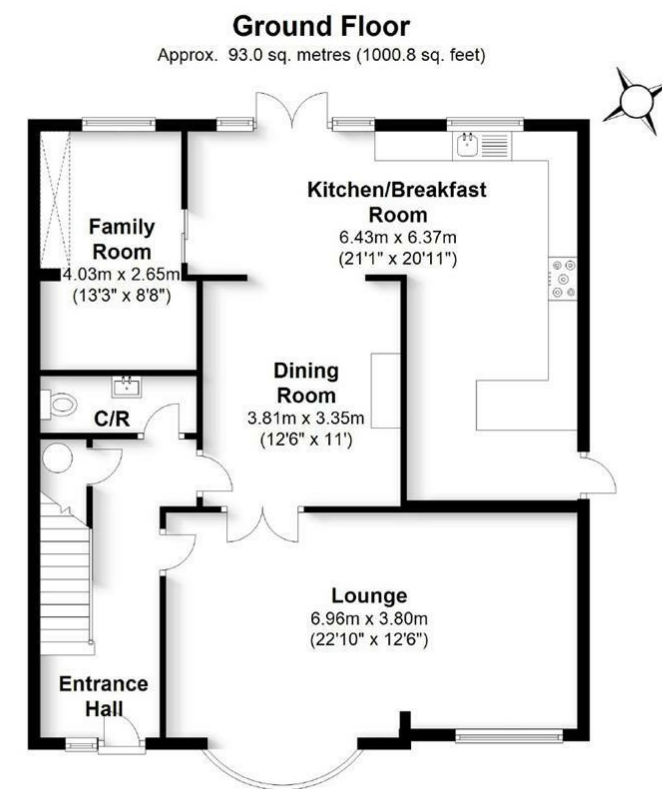 Ground Floor
Approx. 93.0 sq. metres (1000.8 sq. feet)
Kitchen/Breakfast
Room
6.43m x 6.37m
(21'1" x 20'11")
Family
Room
4.03m x 2.65m
(13'3" x 8'8")
Dining
Room
3.81m x 3.35m
(12'6" x 11')
C/R
Lounge
6.96m x 3.80m
(22'10" x 12'6")
Entrance
Hall